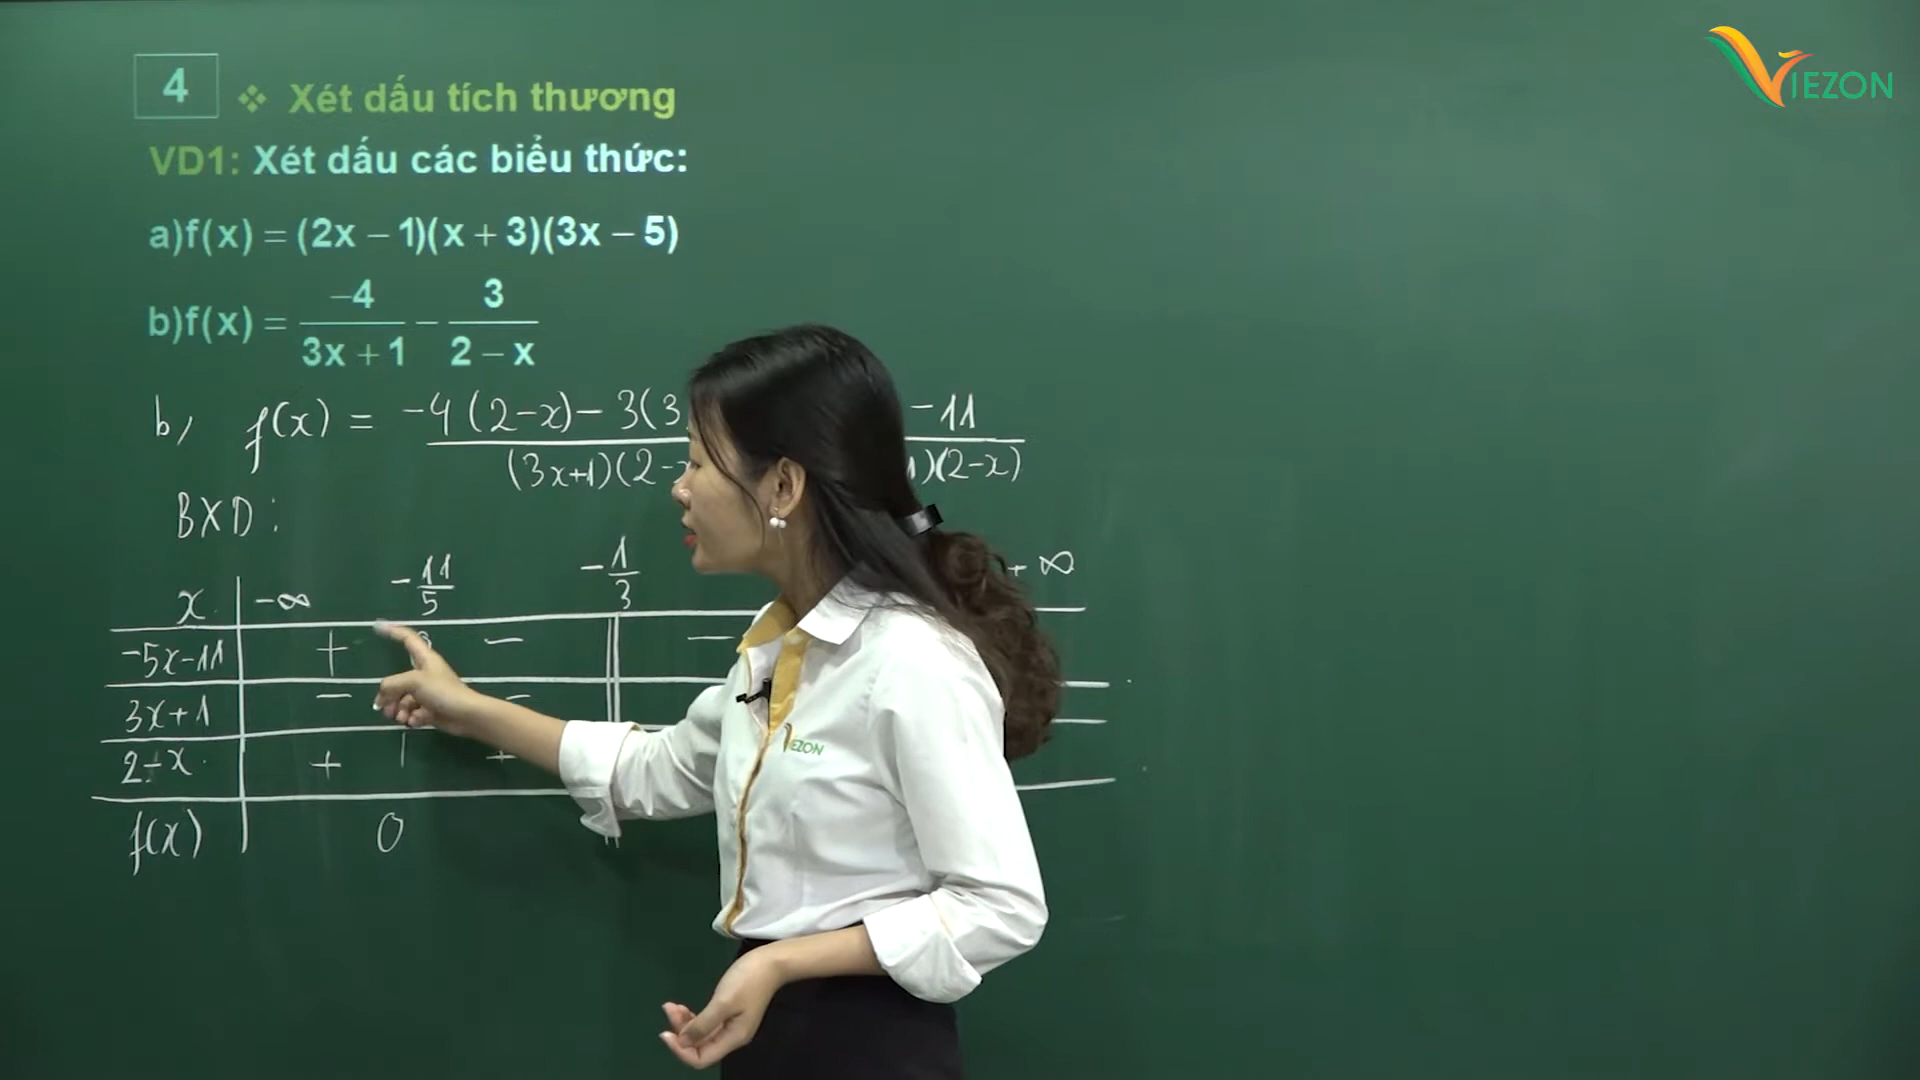 4 ❖ Xét dấu tích thương
VIEZON
VD1: Xét dấu các biểu thức:
a)f(x) = (2x – 1)(x + 3)(3x – 5)
b)f(x) = -4/(3x + 1) – 3/(2 – x)
b, f(x) = -4(2-x)-3(3 -11
(3x+1)(2-x )(2-x)
BXD:
x -∞ -11/5 -1/3 +∞
-5x-11 + 0 - -
3x+1 - -
2-x + | +
f(x) 0
VIEZON